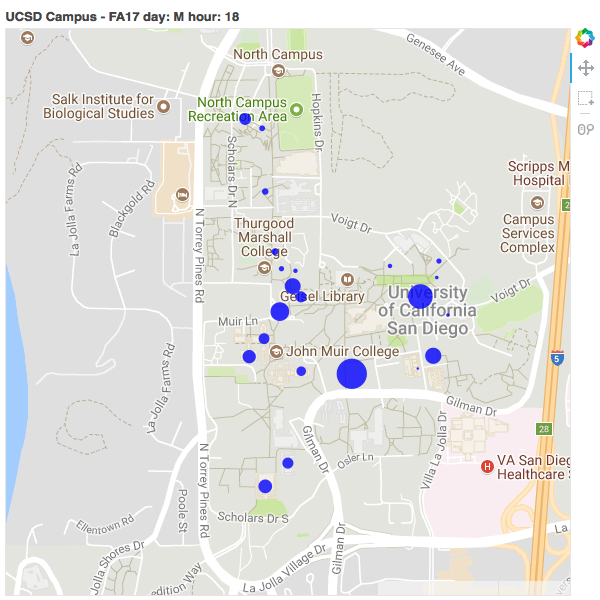 UCSD Campus - FA17 day: M hour: 18
Genesee Ave
North Campus
Salk Institute for
Biological Studies
North Campus
Recreation Area
Hopkins Dr
Scholars Dr N
La Jolla Farms Rd
Blackgold Rd
Scripps M
Hospital
2
Campus
Services
Complex
N Torrey Pines Rd
Voigt Dr
Thurgood
Marshall
College
Geisel Library
University
of California
San Diego
Voigt Dr
Muir Ln
John Muir College
5
La Jolla Farms Rd
Gilman Dr
28
Gilman Dr
Osler Ln
Villa La Jolla Dr
H
VA San Dieg
Healthcare
N Torrey Pines Rd
Poole St
Ellentown Rd
Scholars Dr S
Gilman Dr
La
La Jolla Shores Dr
edition Way
La Jolla Village Dr